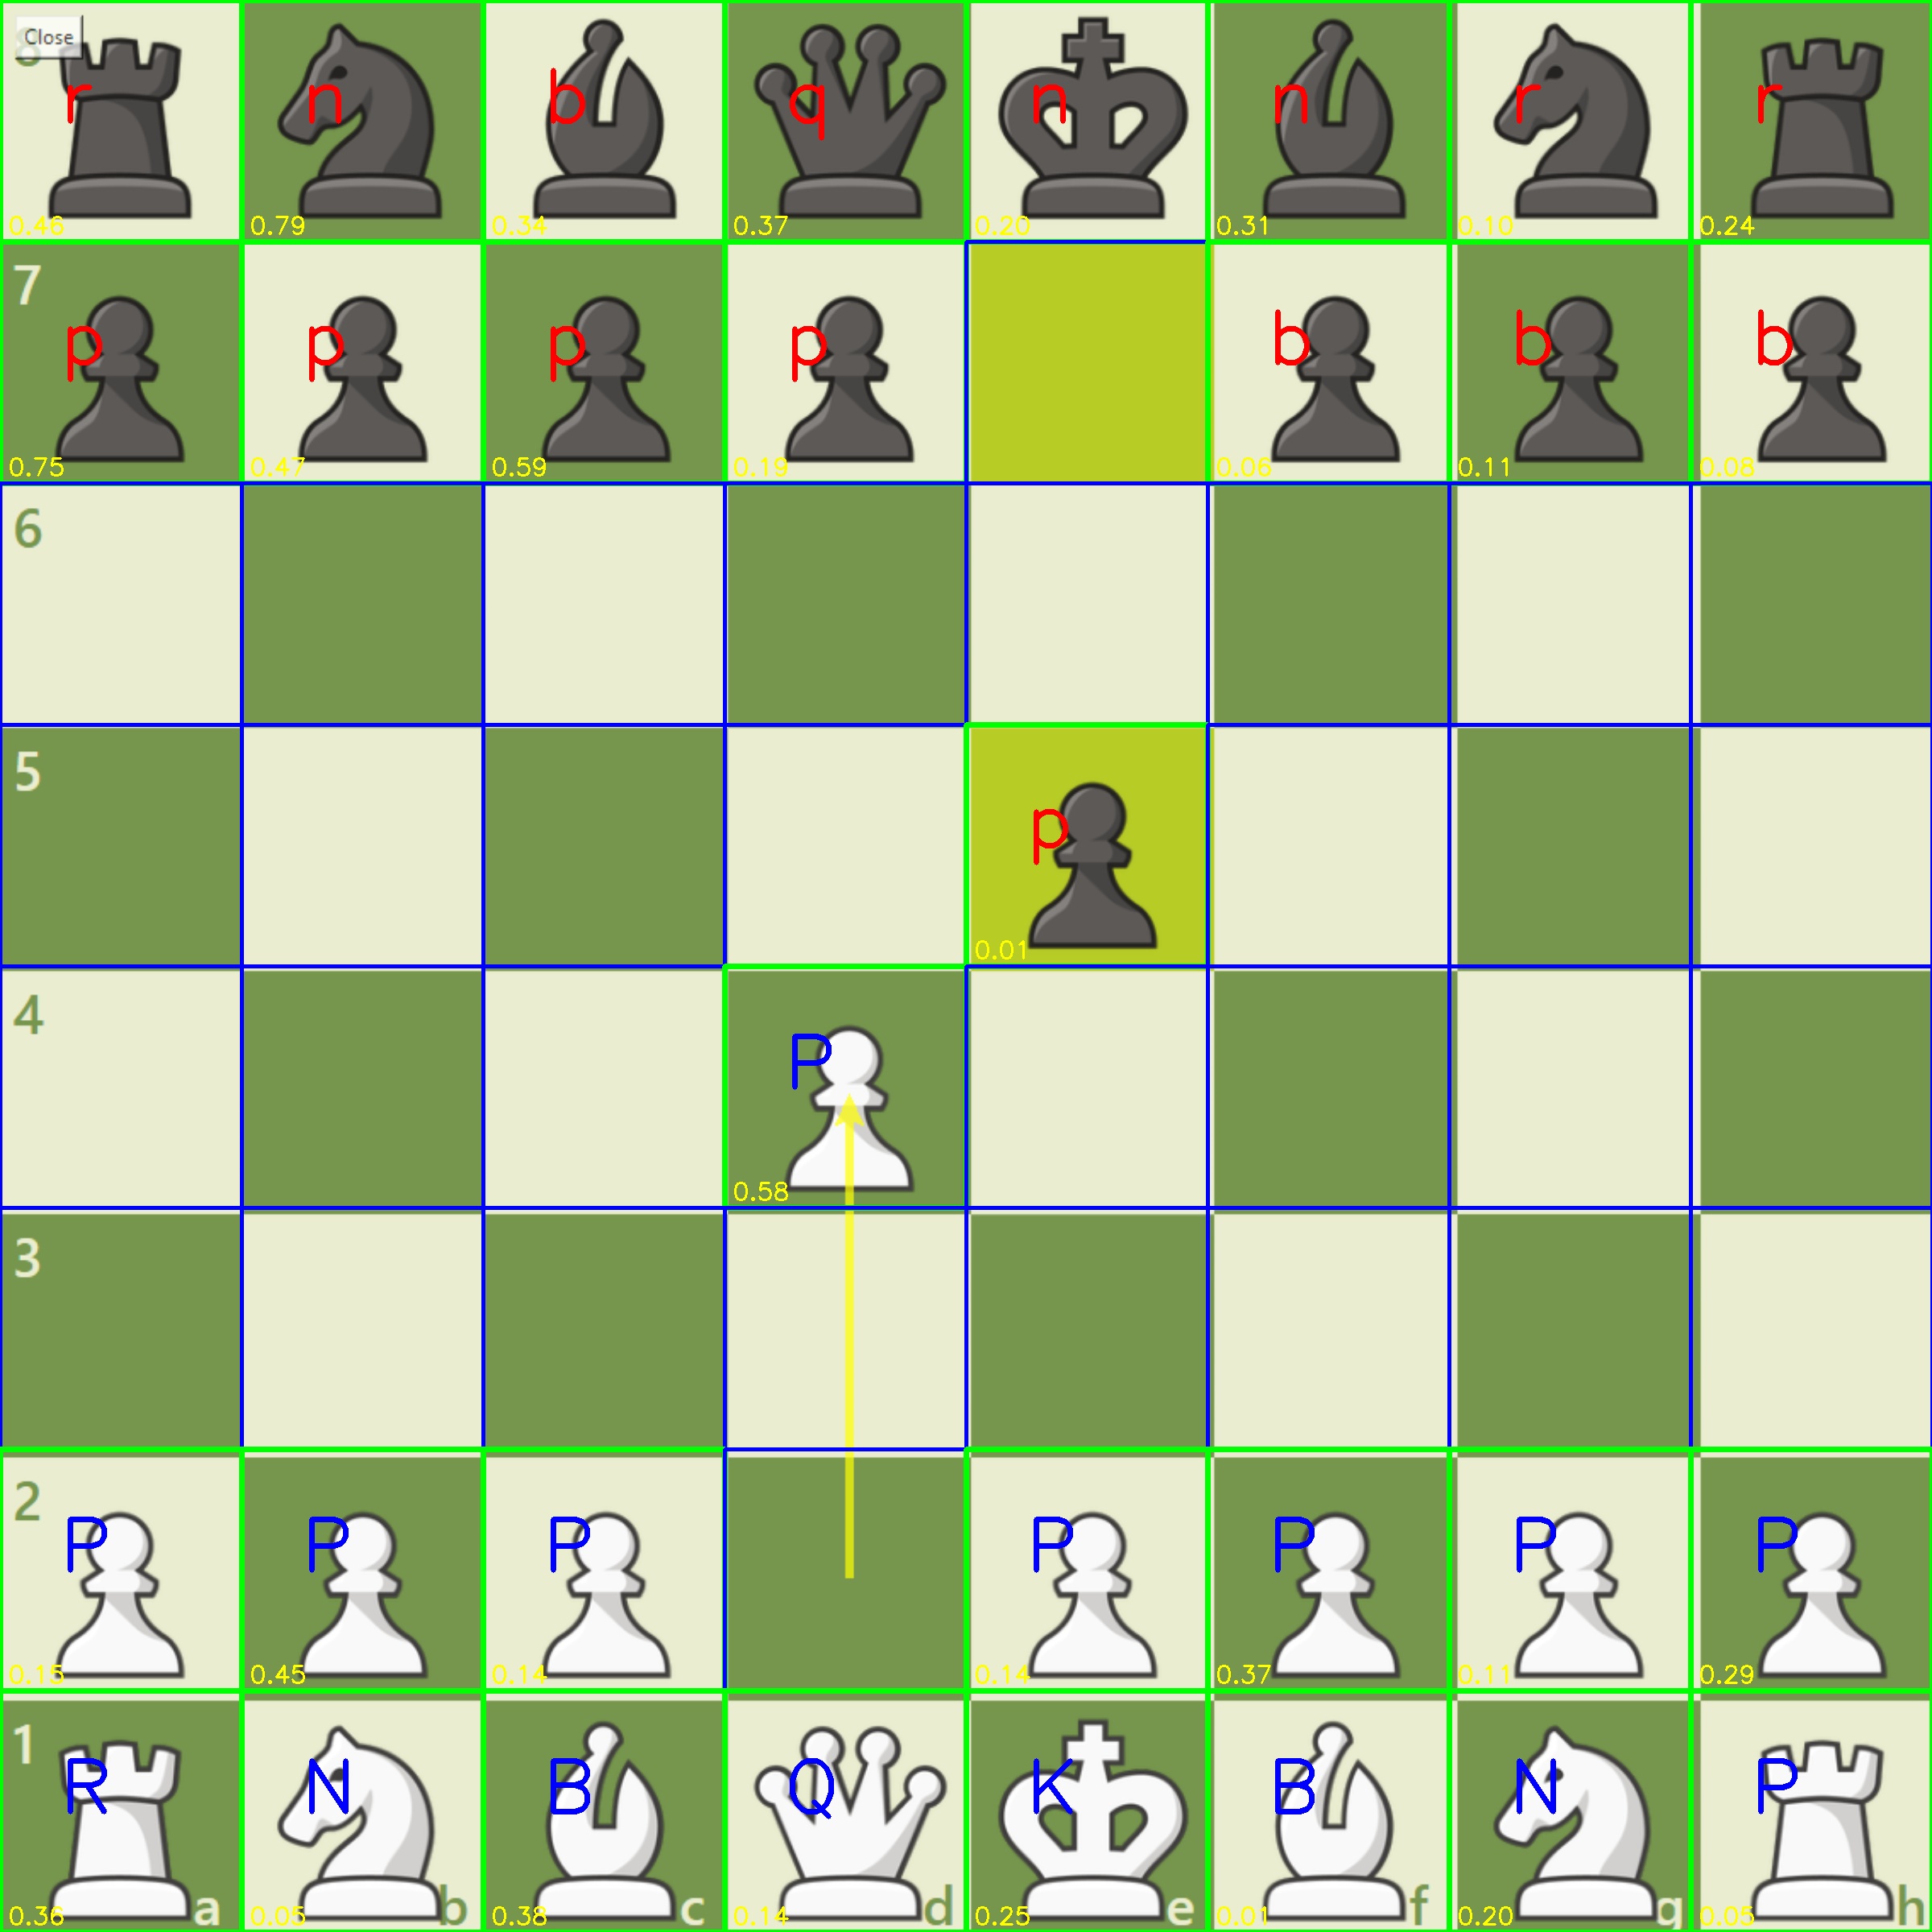 Close
8
r n b q n n r r
0.46 0.79 0.34 0.37 0.20 0.31 0.10 0.24
7
p p p p b b b
0.75 0.47 0.59 0.19 0.06 0.11 0.08
6
5
p
0.01
4
P
0.58
3
2
P P P P P P P
0.15 0.45 0.14 0.14 0.37 0.11 0.29
1
R N B Q K B N P
0.36 0.05 0.38 0.14 0.25 0.01 0.20 0.05
a b c d e f g h